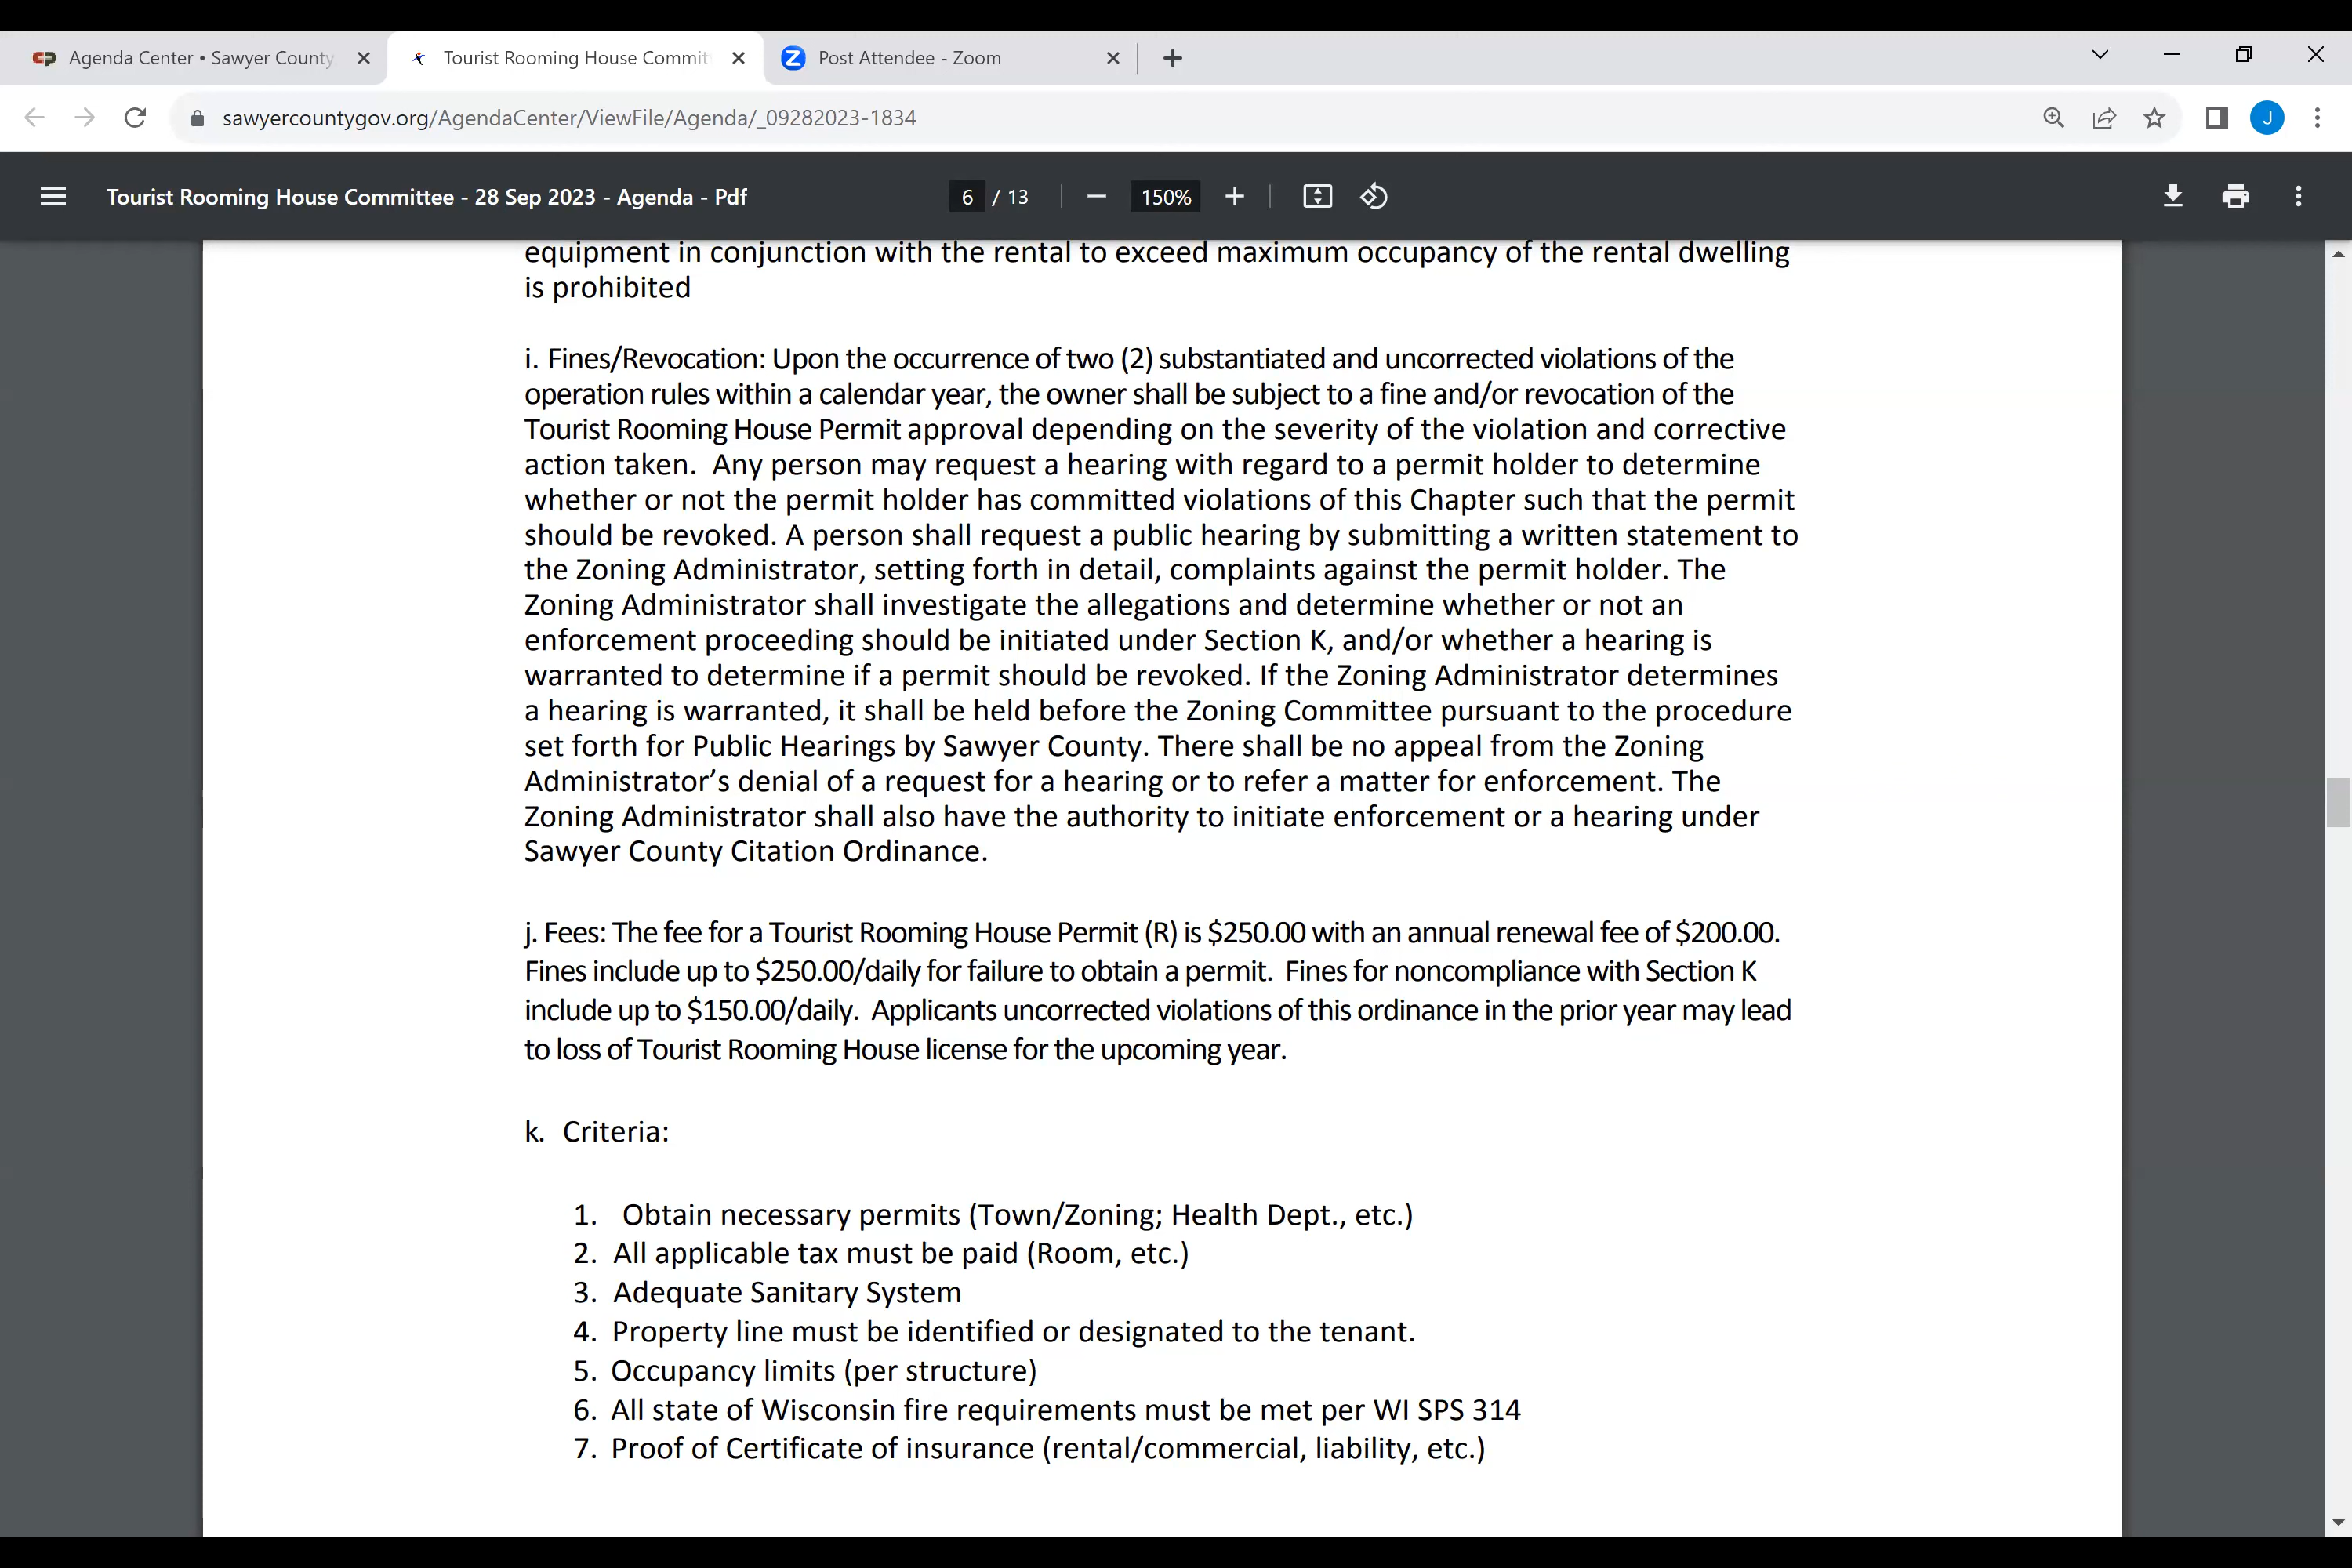 Agenda Center • Sawyer County
Tourist Rooming House Commit
Post Attendee - Zoom
sawyercountygov.org/AgendaCenter/ViewFile/Agenda/_09282023-1834
J
Tourist Rooming House Committee - 28 Sep 2023 - Agenda - Pdf
6 / 13
150%
equipment in conjunction with the rental to exceed maximum occupancy of the rental dwelling
is prohibited
i. Fines/Revocation: Upon the occurrence of two (2) substantiated and uncorrected violations of the
operation rules within a calendar year, the owner shall be subject to a fine and/or revocation of the
Tourist Rooming House Permit approval depending on the severity of the violation and corrective
action taken.  Any person may request a hearing with regard to a permit holder to determine
whether or not the permit holder has committed violations of this Chapter such that the permit
should be revoked. A person shall request a public hearing by submitting a written statement to
the Zoning Administrator, setting forth in detail, complaints against the permit holder. The
Zoning Administrator shall investigate the allegations and determine whether or not an
enforcement proceeding should be initiated under Section K, and/or whether a hearing is
warranted to determine if a permit should be revoked. If the Zoning Administrator determines
a hearing is warranted, it shall be held before the Zoning Committee pursuant to the procedure
set forth for Public Hearings by Sawyer County. There shall be no appeal from the Zoning
Administrator's denial of a request for a hearing or to refer a matter for enforcement. The
Zoning Administrator shall also have the authority to initiate enforcement or a hearing under
Sawyer County Citation Ordinance.
j. Fees: The fee for a Tourist Rooming House Permit (R) is $250.00 with an annual renewal fee of $200.00.
Fines include up to $250.00/daily for failure to obtain a permit.  Fines for noncompliance with Section K
include up to $150.00/daily.  Applicants uncorrected violations of this ordinance in the prior year may lead
to loss of Tourist Rooming House license for the upcoming year.
k. Criteria:
1. Obtain necessary permits (Town/Zoning; Health Dept., etc.)
2. All applicable tax must be paid (Room, etc.)
3. Adequate Sanitary System
4. Property line must be identified or designated to the tenant.
5. Occupancy limits (per structure)
6. All state of Wisconsin fire requirements must be met per WI SPS 314
7. Proof of Certificate of insurance (rental/commercial, liability, etc.)